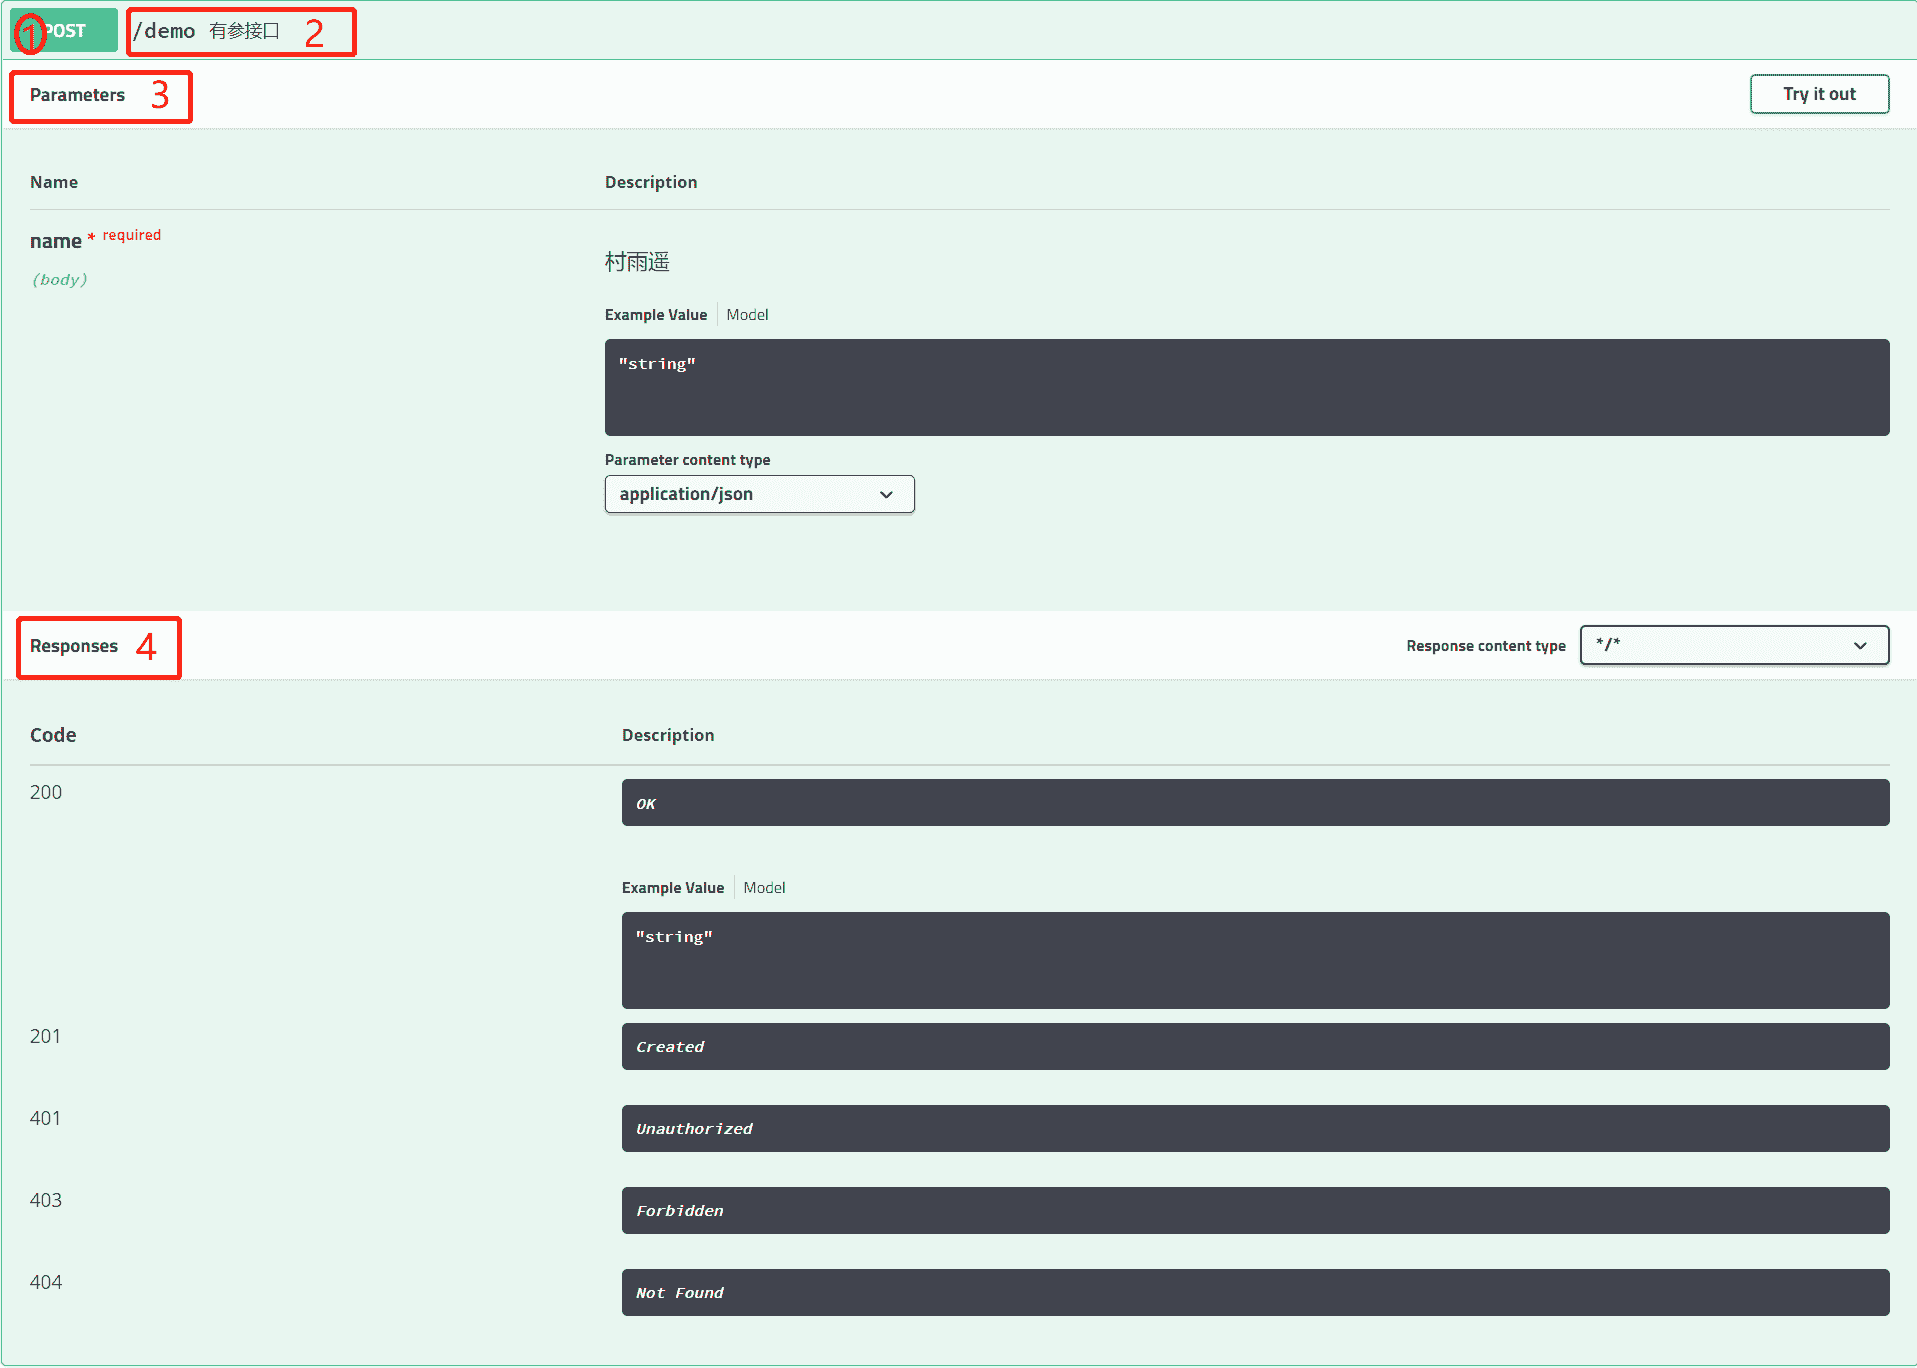 1 POST /demo 有参接口 2
Parameters 3 Try it out
Name Description
name * required
村雨遥
(body)
Example Value Model
"string"
Parameter content type
application/json
Responses 4 Response content type */*
Code Description
200 OK
Example Value Model
"string"
201 Created
401 Unauthorized
403 Forbidden
404 Not Found